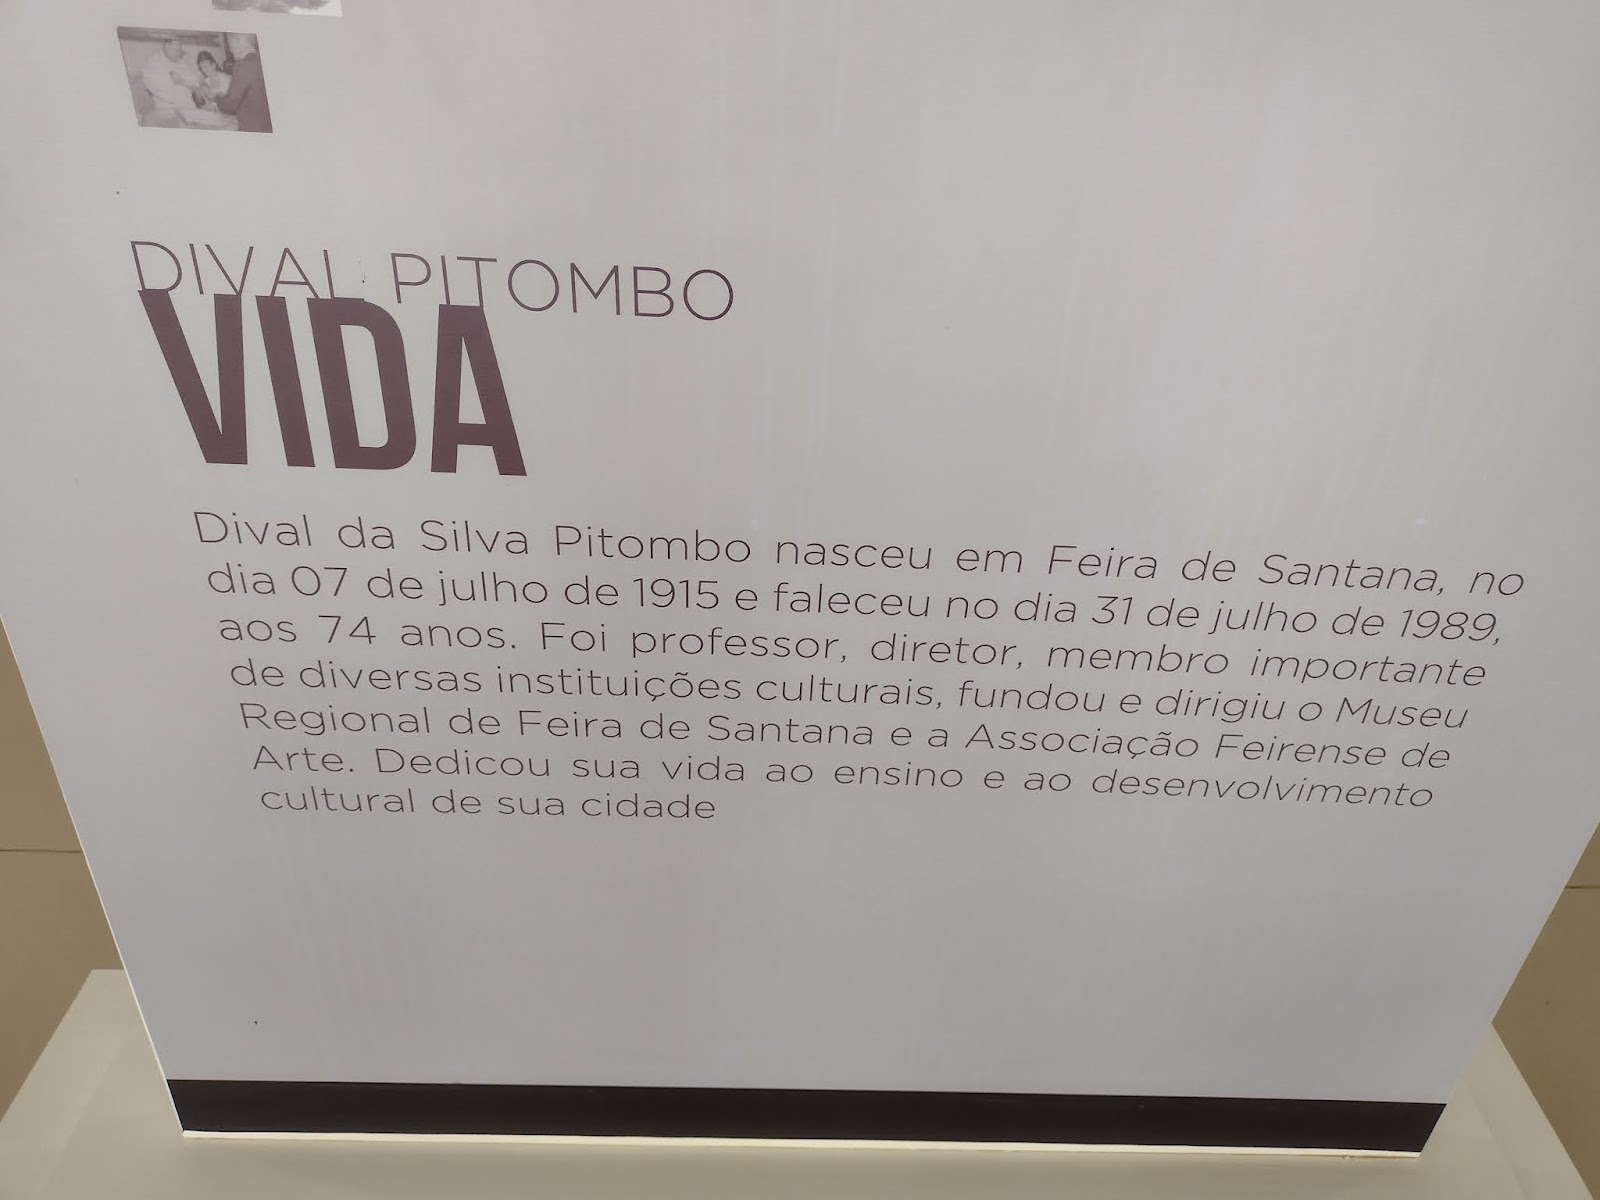 DIVAL PITOMBO
VIDA
Dival da Silva Pitombo nasceu em Feira de Santana, no
dia 07 de julho de 1915 e faleceu no dia 31 de julho de 1989,
aos 74 anos. Foi professor, diretor, membro importante
de diversas instituições culturais, fundou e dirigiu o Museu
Regional de Feira de Santana e a Associação Feirense de
Arte. Dedicou sua vida ao ensino e ao desenvolvimento
cultural de sua cidade